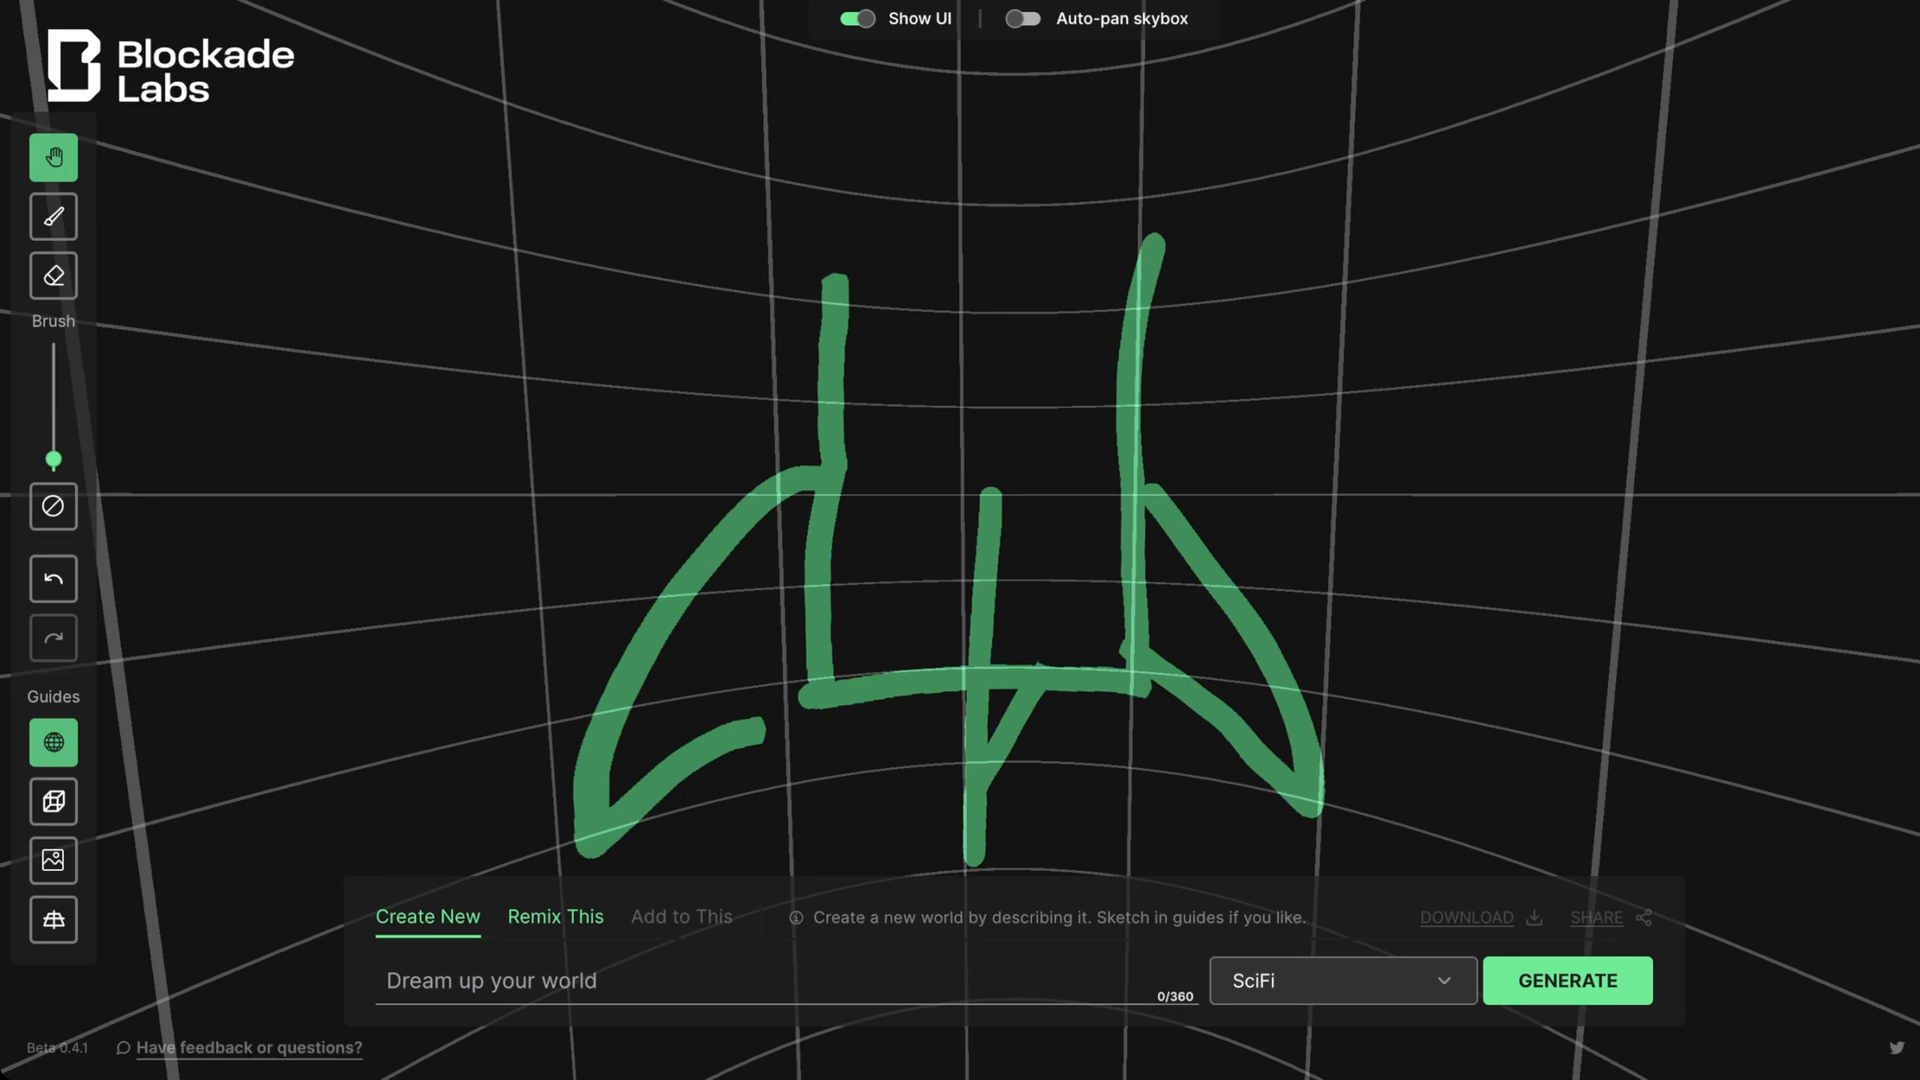 Show UI | Auto-pan skybox
Blockade
Labs
Brush
Guides
Create New Remix This Add to This Create a new world by describing it. Sketch in guides if you like. DOWNLOAD SHARE
Dream up your world 0/360 SciFi GENERATE
Beta 0.4.1 Have feedback or questions?